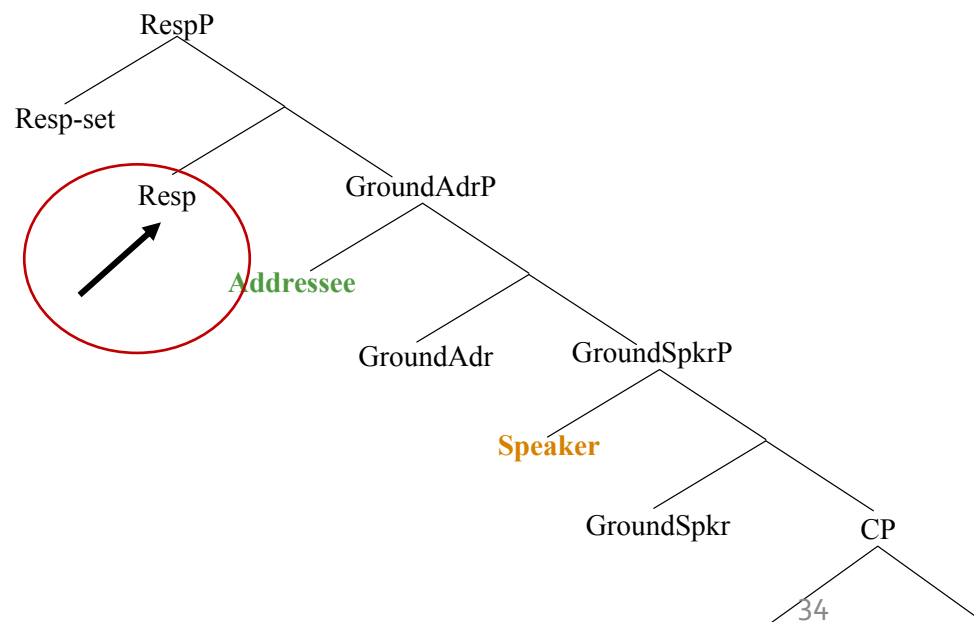 RespP
Resp-set
Resp
GroundAdrP
Addressee
GroundAdr
GroundSpkrP
Speaker
GroundSpkr
CP
34